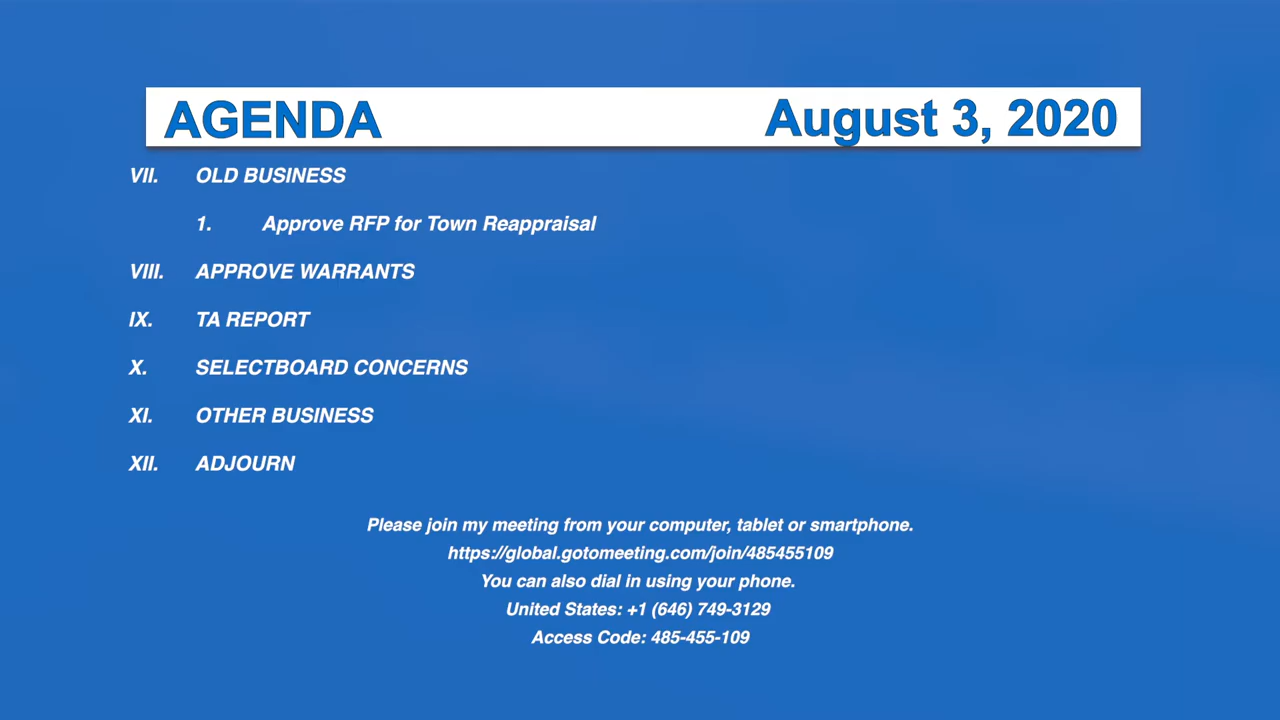 AGENDA August 3, 2020
VII. OLD BUSINESS
1. Approve RFP for Town Reappraisal
VIII. APPROVE WARRANTS
IX. TA REPORT
X. SELECTBOARD CONCERNS
XI. OTHER BUSINESS
XII. ADJOURN
Please join my meeting from your computer, tablet or smartphone.
https://global.gotomeeting.com/join/485455109
You can also dial in using your phone.
United States: +1 (646) 749-3129
Access Code: 485-455-109